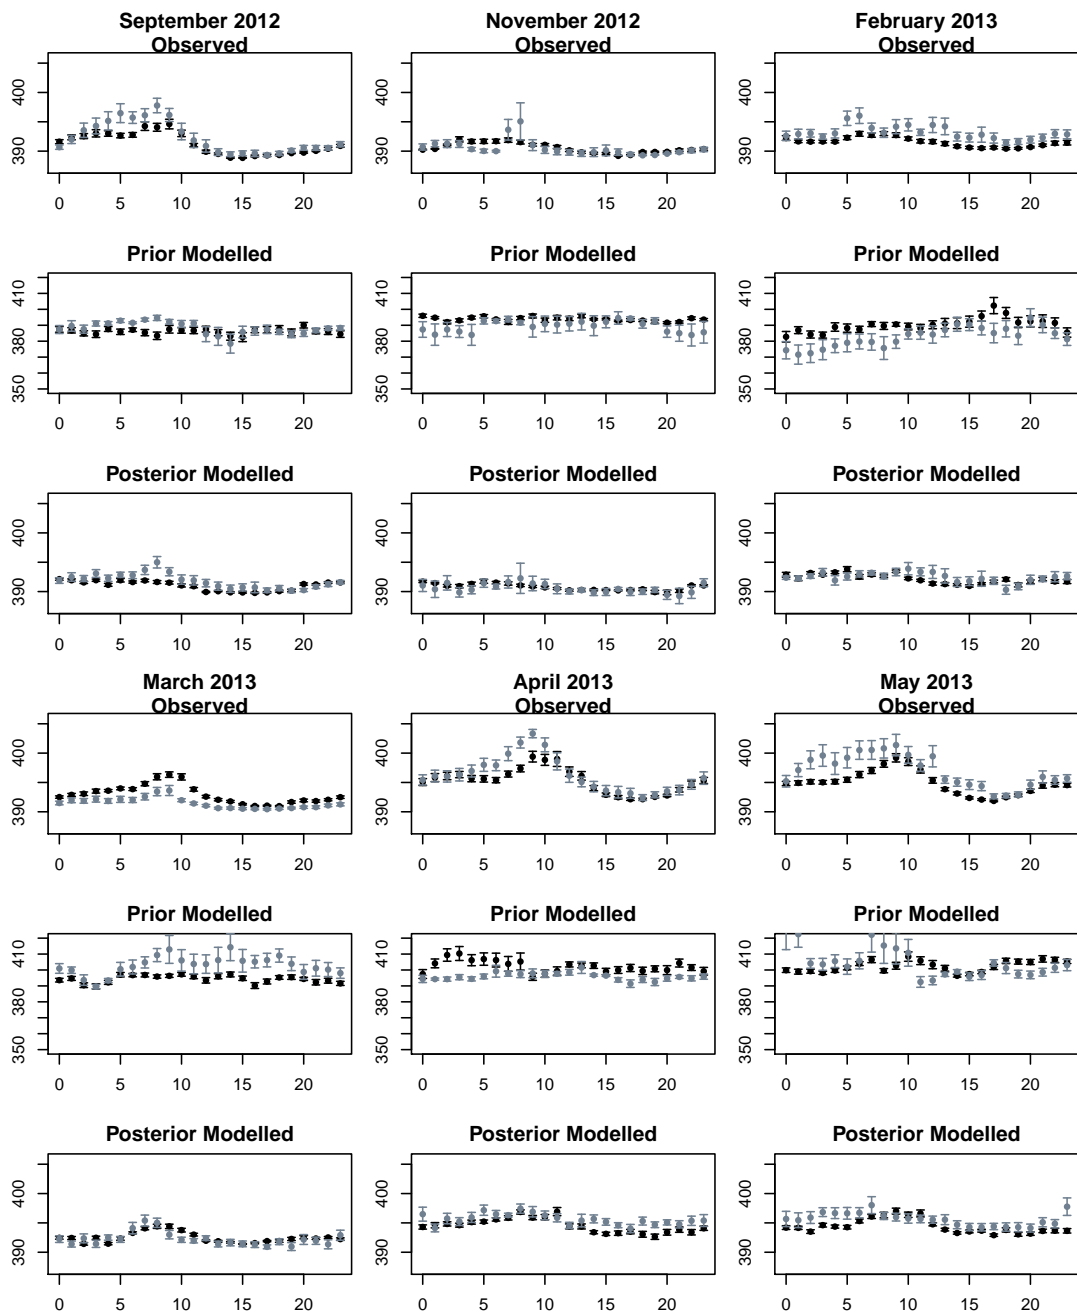 September 2012 November 2012 February 2013
Observed Observed Observed
400 400 400
390 390 390
0 5 10 15 20 0 5 10 15 20 0 5 10 15 20
Prior Modelled Prior Modelled Prior Modelled
410 410 410
380 380 380
350 350 350
0 5 10 15 20 0 5 10 15 20 0 5 10 15 20
Posterior Modelled Posterior Modelled Posterior Modelled
400 400 400
390 390 390
0 5 10 15 20 0 5 10 15 20 0 5 10 15 20
March 2013 April 2013 May 2013
Observed Observed Observed
400 400 400
390 390 390
0 5 10 15 20 0 5 10 15 20 0 5 10 15 20
Prior Modelled Prior Modelled Prior Modelled
410 410 410
380 380 380
350 350 350
0 5 10 15 20 0 5 10 15 20 0 5 10 15 20
Posterior Modelled Posterior Modelled Posterior Modelled
400 400 400
390 390 390
0 5 10 15 20 0 5 10 15 20 0 5 10 15 20